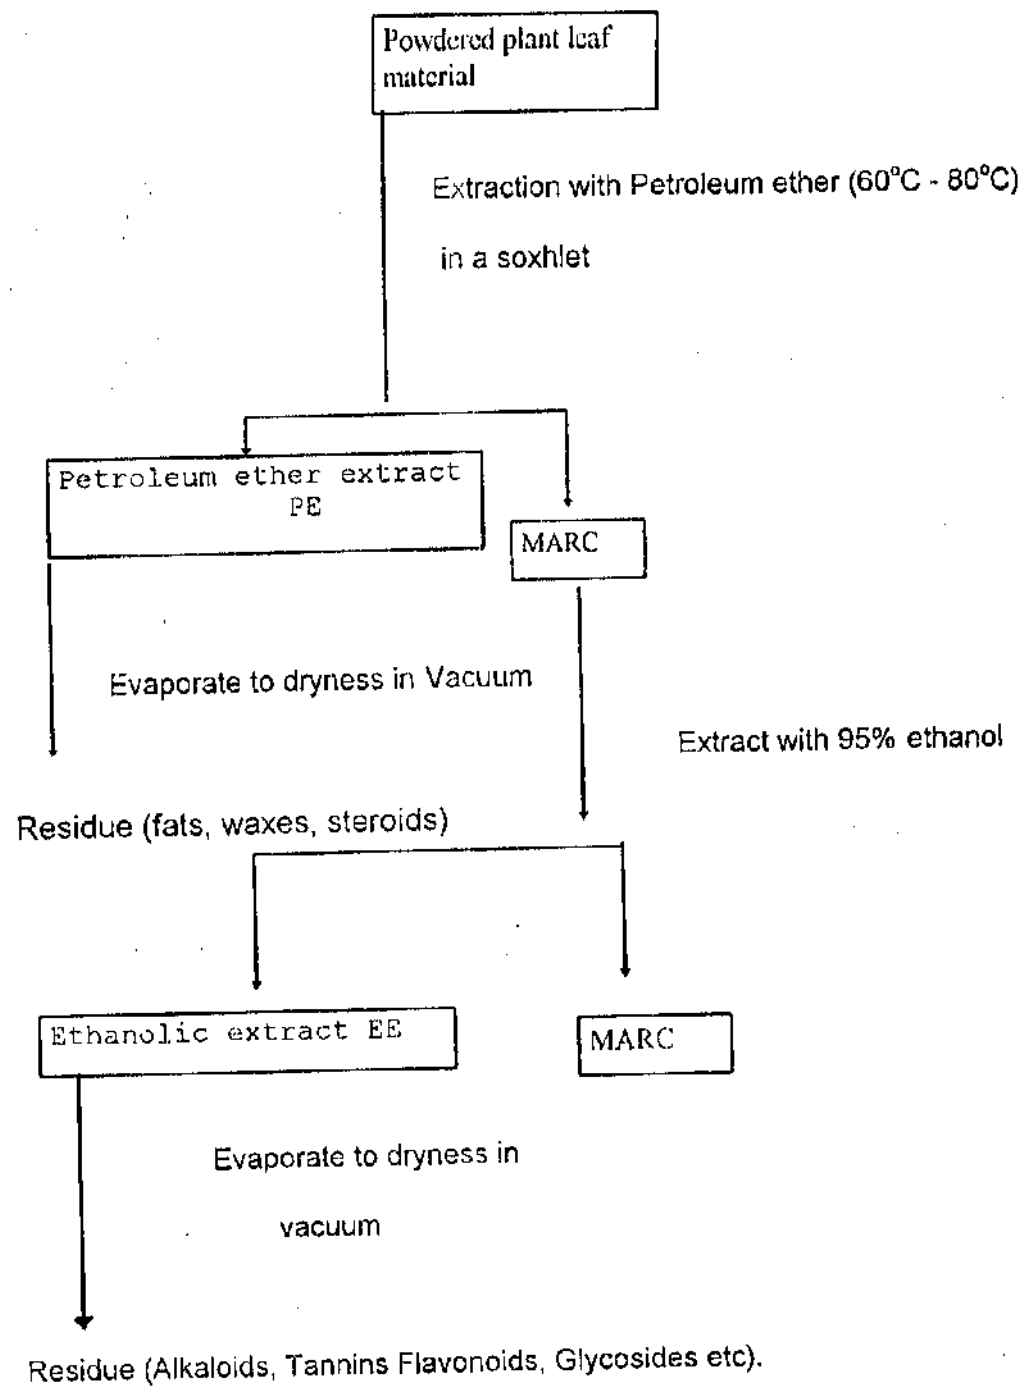 Powdered plant leaf
material
Extraction with Petroleum ether (60°C - 80°C)
in a soxhlet
Petroleum ether extract
PE
MARC
Evaporate to dryness in Vacuum
Extract with 95% ethanol
Residue (fats, waxes, steroids)
Ethanolic extract EE
MARC
Evaporate to dryness in
vacuum
Residue (Alkaloids, Tannins Flavonoids, Glycosides etc).